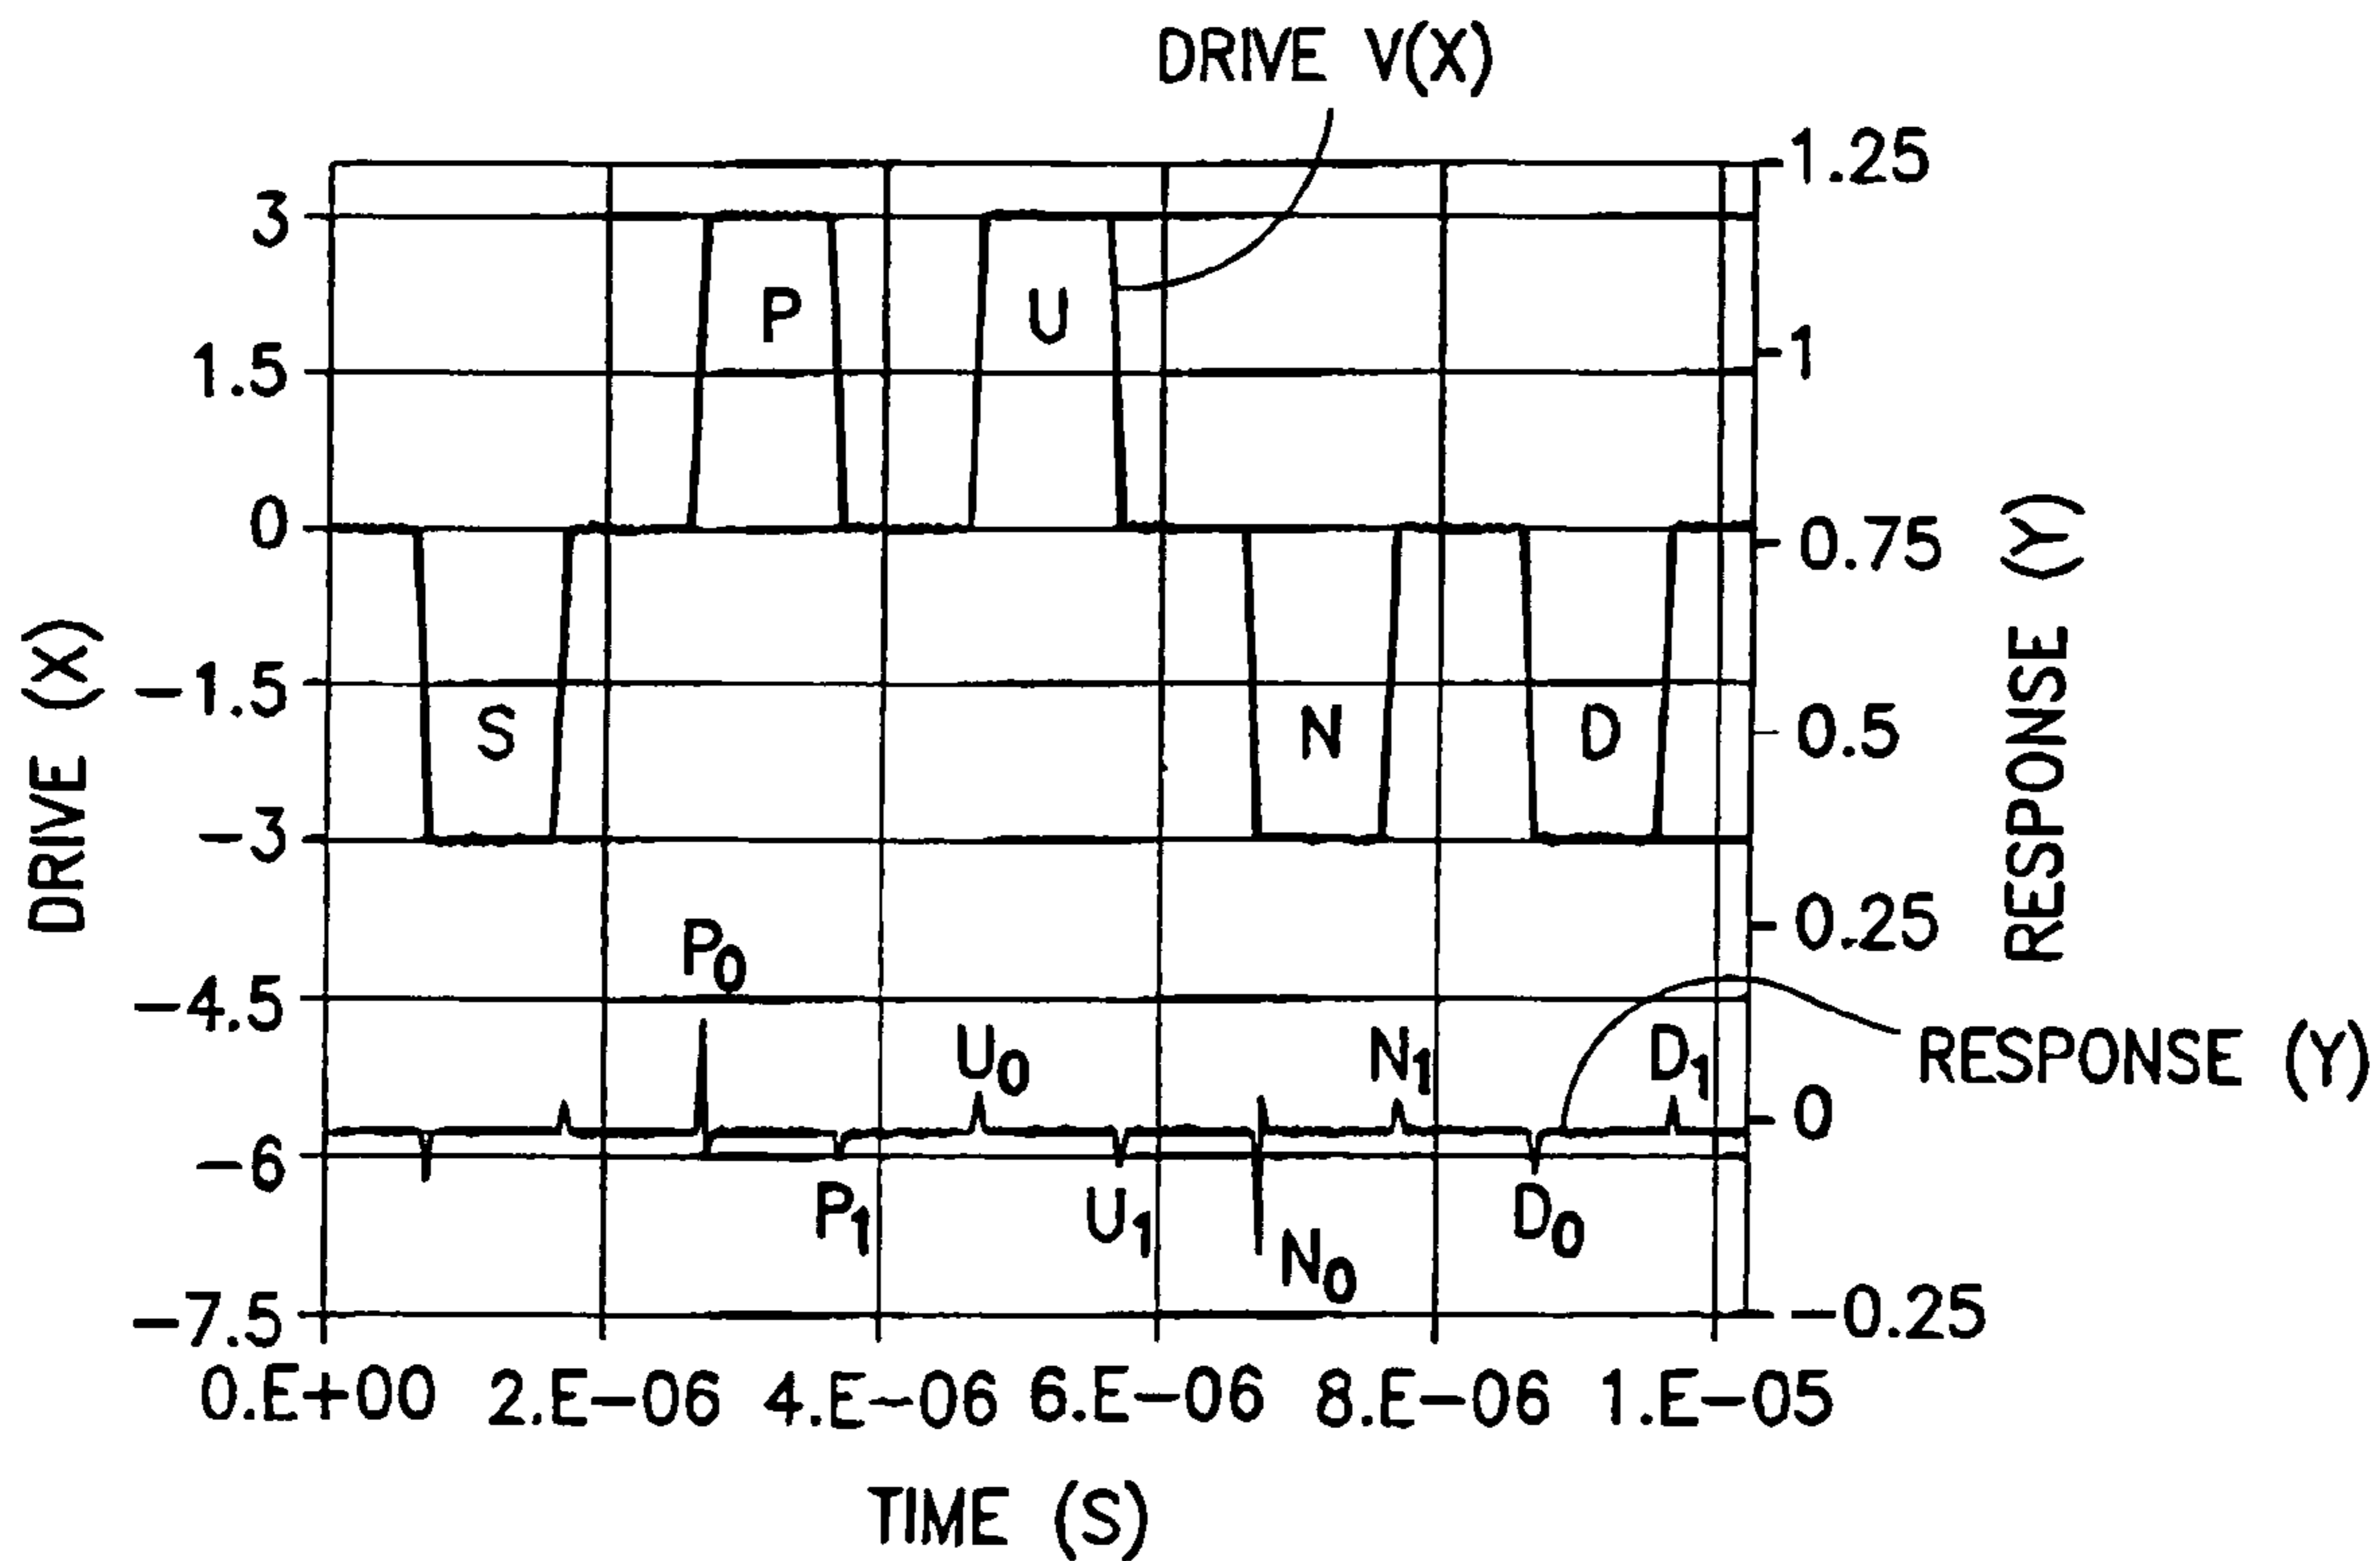 DRIVE V(X)
1.25
3
P
U
1.5
1
0
0.75
DRIVE (X)
RESPONSE (Y)
-1.5
S
N
D
0.5
-3
P0
0.25
-4.5
U0
N1
D1
RESPONSE (Y)
0
-6
P1
U1
D0
N0
-7.5
-0.25
0.E+00 2.E-06 4.E-06 6.E-06 8.E-06 1.E-05
TIME (S)